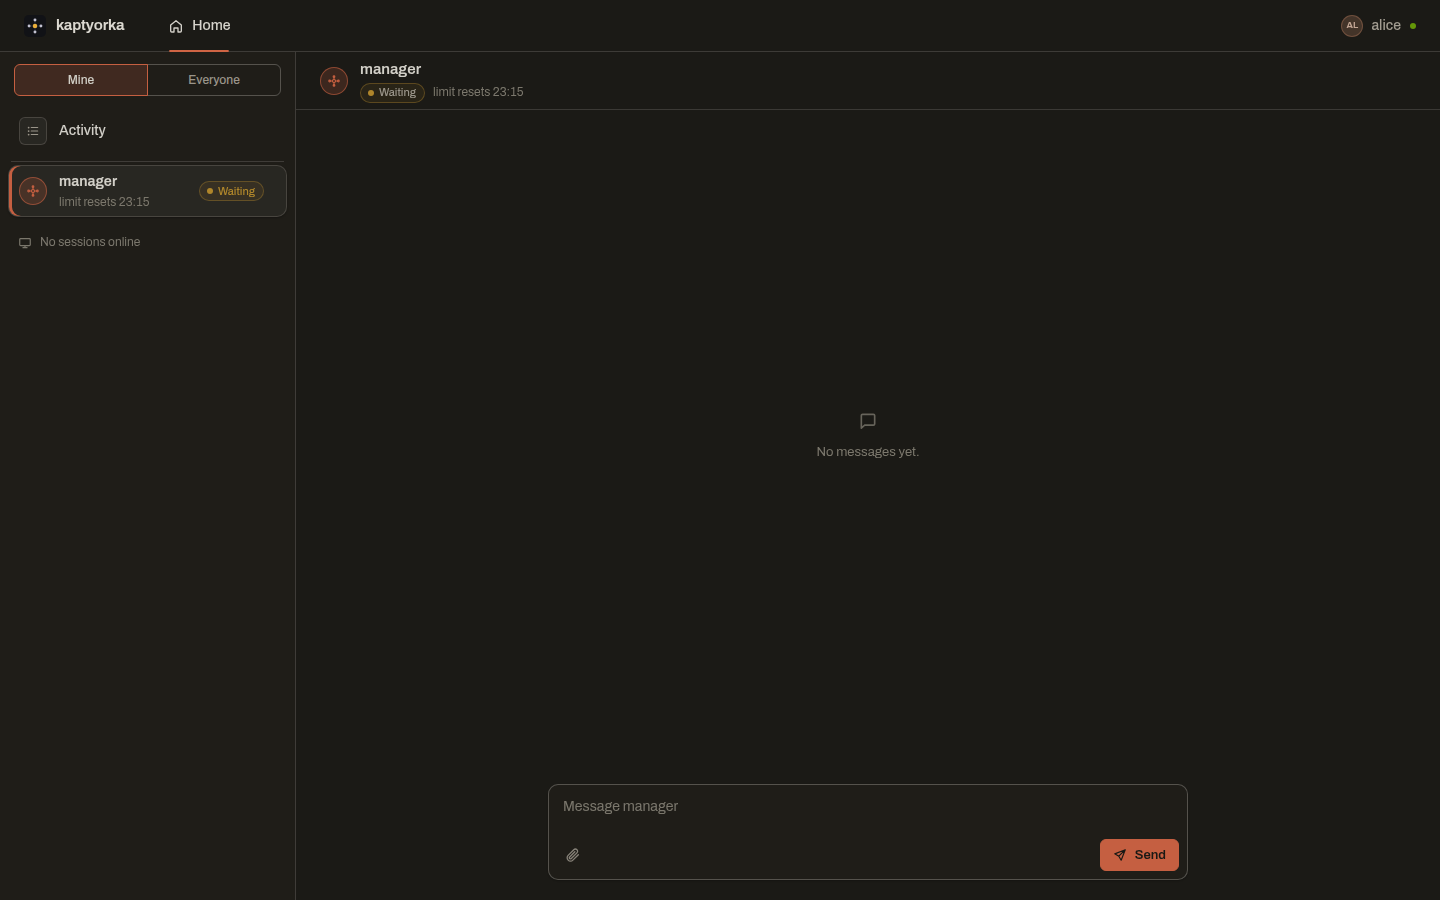 kaptyorka
Home
AL
alice
Mine
Everyone
Activity
manager
limit resets 23:15
Waiting
No sessions online
manager
Waiting
limit resets 23:15
No messages yet.
Message manager
Send